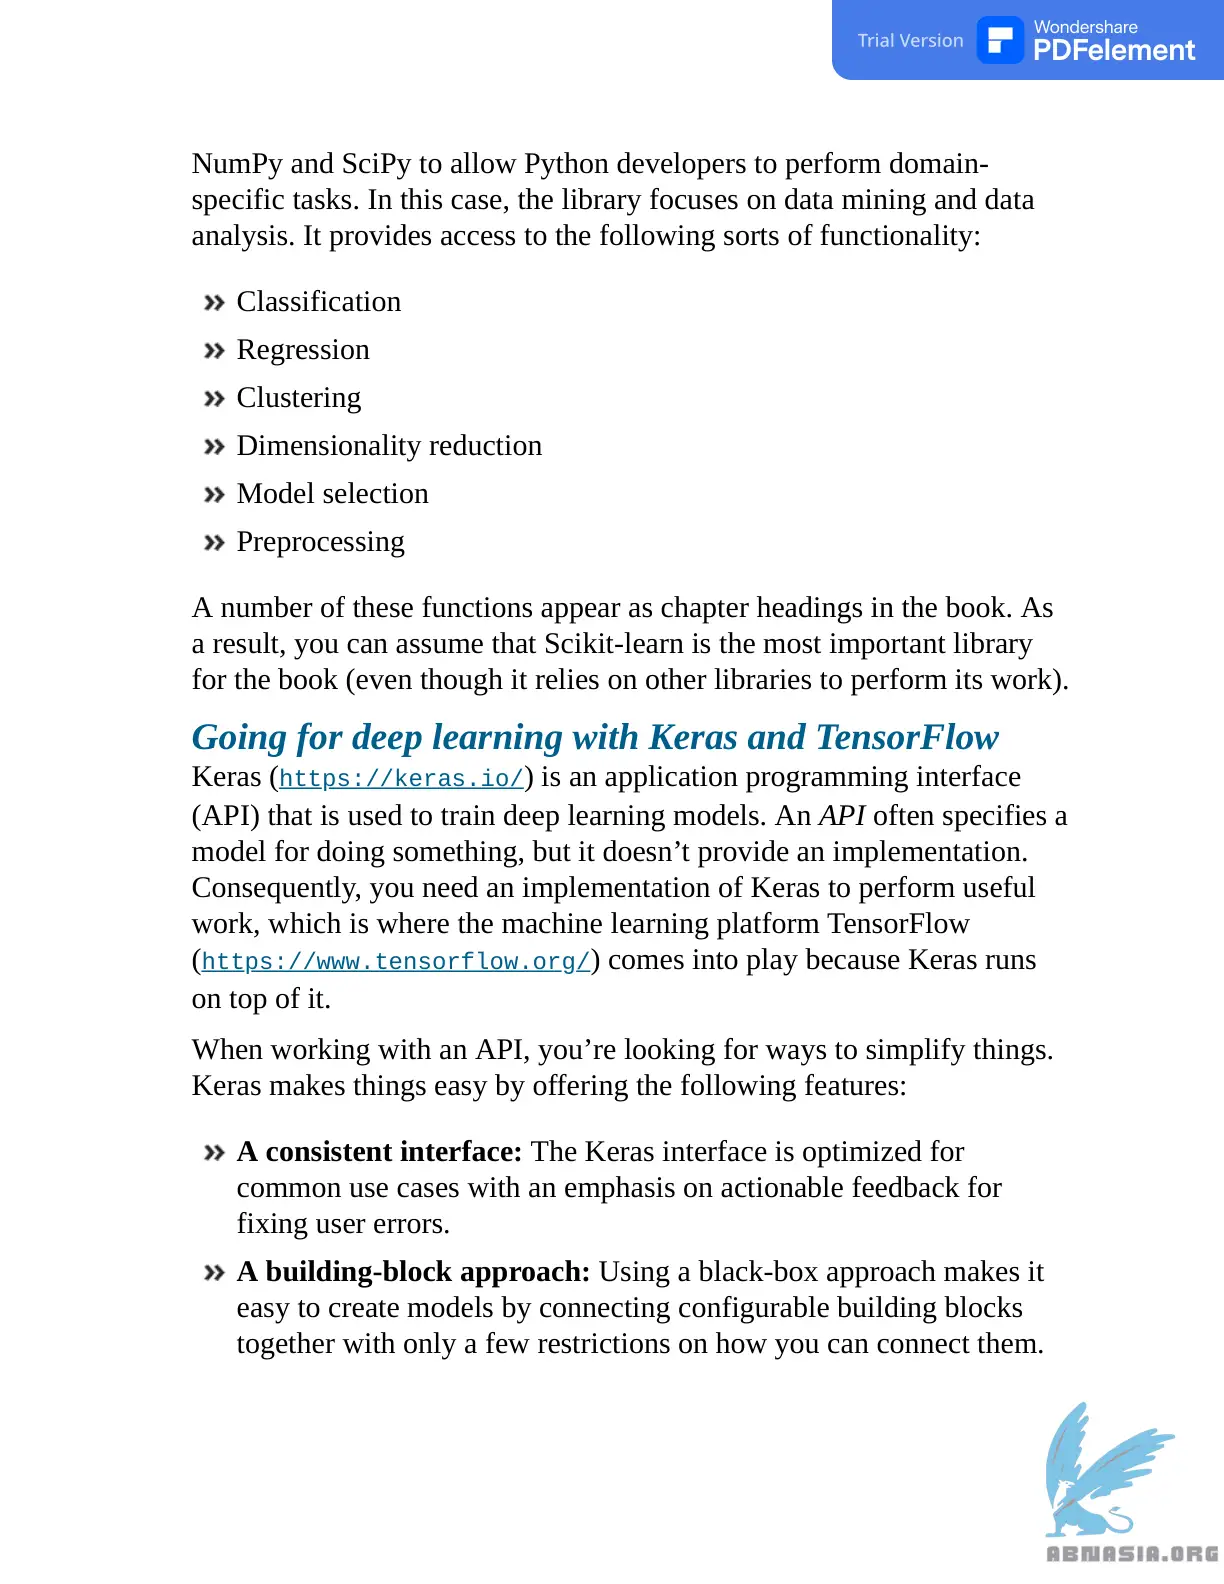 Trial Version
Wondershare
PDFelement
NumPy and SciPy to allow Python developers to perform domain-
specific tasks. In this case, the library focuses on data mining and data
analysis. It provides access to the following sorts of functionality:
» Classification
» Regression
» Clustering
» Dimensionality reduction
» Model selection
» Preprocessing
A number of these functions appear as chapter headings in the book. As
a result, you can assume that Scikit-learn is the most important library
for the book (even though it relies on other libraries to perform its work).
Going for deep learning with Keras and TensorFlow
Keras (https://keras.io/) is an application programming interface
(API) that is used to train deep learning models. An API often specifies a
model for doing something, but it doesn’t provide an implementation.
Consequently, you need an implementation of Keras to perform useful
work, which is where the machine learning platform TensorFlow
(https://www.tensorflow.org/) comes into play because Keras runs
on top of it.
When working with an API, you’re looking for ways to simplify things.
Keras makes things easy by offering the following features:
» A consistent interface: The Keras interface is optimized for
common use cases with an emphasis on actionable feedback for
fixing user errors.
» A building-block approach: Using a black-box approach makes it
easy to create models by connecting configurable building blocks
together with only a few restrictions on how you can connect them.
ABNASIA.ORG